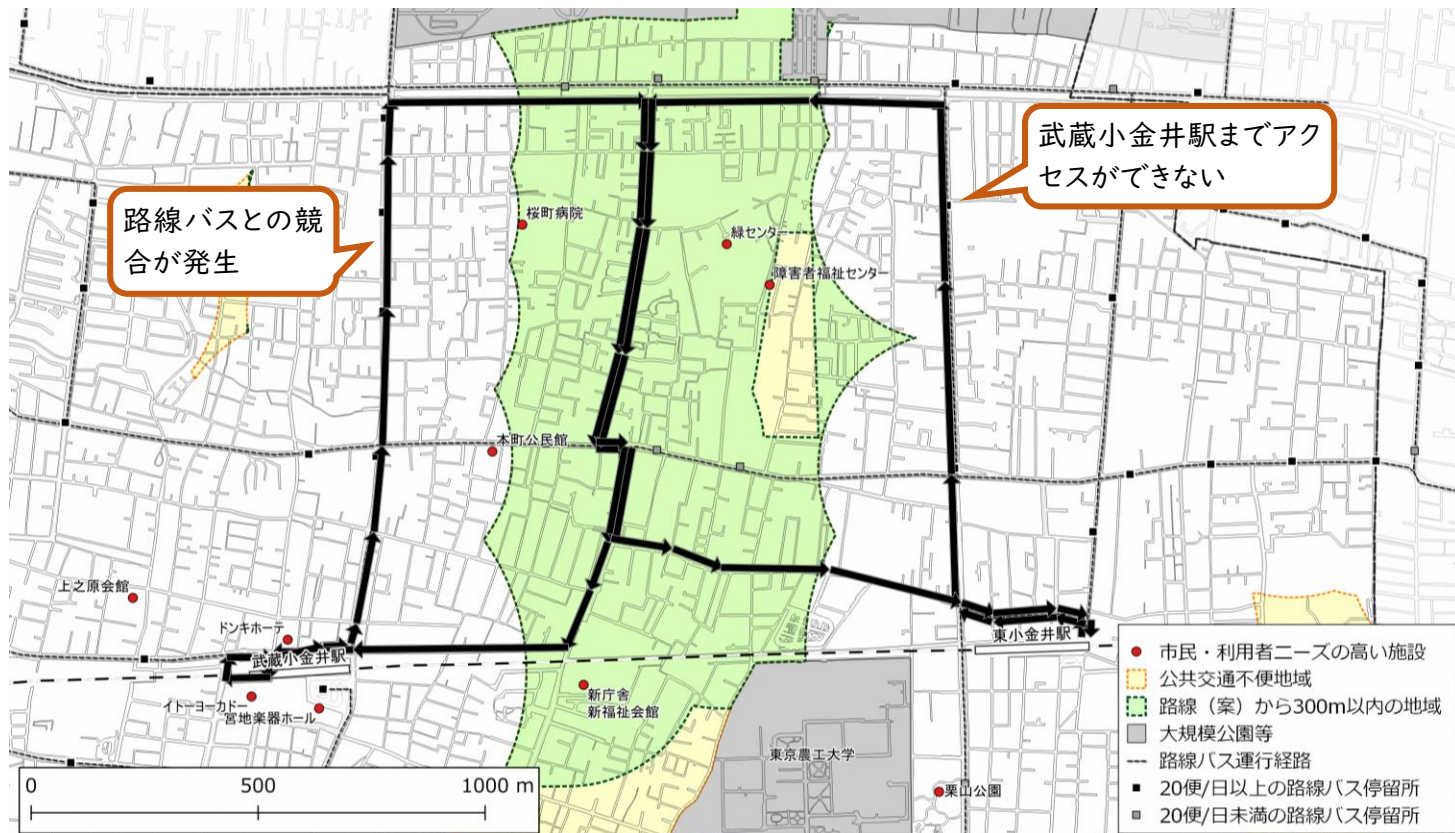 武蔵小金井駅までアク
セスができない
路線バスとの競
合が発生
桜町病院
緑センター
障害者福祉センター
本町公民館
上之原会館
ドンキホーテ
武蔵小金井駅
東小金井駅
イトーヨーカドー
宮地楽器ホール
新庁舎
新福祉会館
東京農工大学
栗山公園
市民・利用者ニーズの高い施設
公共交通不便地域
路線（案）から300m以内の地域
大規模公園等
路線バス運行経路
20便/日以上の路線バス停留所
20便/日未満の路線バス停留所
0 500 1000 m